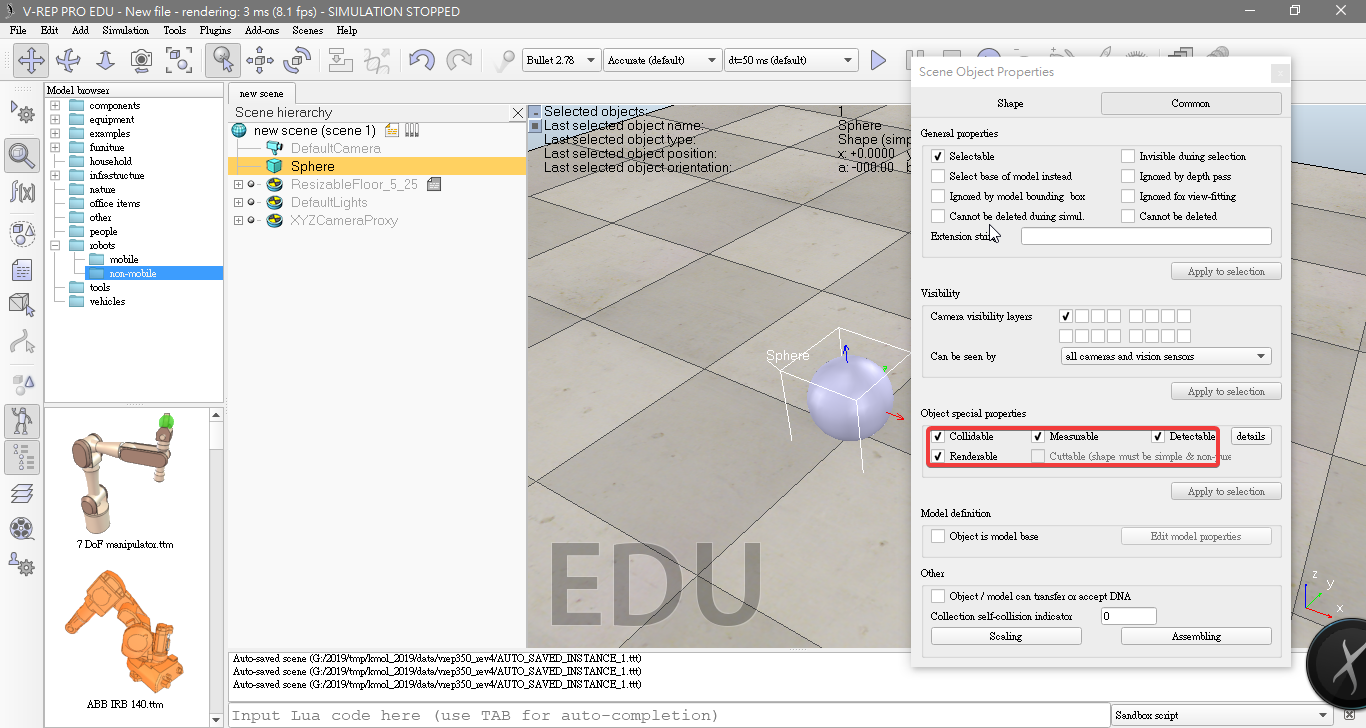 V-REP PRO EDU - New file - rendering: 3 ms (8.1 fps) - SIMULATION STOPPED
File Edit Add Simulation Tools Plugins Add-ons Scenes Help
Bullet 2.78 Accurate (default) dt=50 ms (default)
Model browser
components
equipment
examples
furniture
household
infrastructure
nature
office items
other
people
robots
mobile
non-mobile
tools
vehicles
7 DoF manipulator.ttm
ABB IRB 140.ttm
new scene
Scene hierarchy
new scene (scene 1)
DefaultCamera
Sphere
ResizableFloor_5_25
DefaultLights
XYZCameraProxy
Selected objects: 1
Last selected object name: Sphere
Last selected object type: Shape (simp
Last selected object position: x: +0.0000
Last selected object orientation: a: -000.00
Sphere
EDU
z
y
x
Scene Object Properties
Shape Common
General properties
Selectable Invisible during selection
Select base of model instead Ignored by depth pass
Ignored by model bounding box Ignored for view-fitting
Cannot be deleted during simul. Cannot be deleted
Extension
Apply to selection
Visibility
Camera visibility layers
Can be seen by all cameras and vision sensors
Apply to selection
Object special properties
Collidable Measurable Detectable details
Renderable Cuttable (shape must be simple & non-pure
Apply to selection
Model definition
Object is model base Edit model properties
Other
Object / model can transfer or accept DNA
Collection self-collision indicator 0
Scaling Assembling
Auto-saved scene (G:/2019/tmp/kmol_2019/data/vrep350_rev4/AUTO_SAVED_INSTANCE_1.ttt)
Auto-saved scene (G:/2019/tmp/kmol_2019/data/vrep350_rev4/AUTO_SAVED_INSTANCE_1.ttt)
Auto-saved scene (G:/2019/tmp/kmol_2019/data/vrep350_rev4/AUTO_SAVED_INSTANCE_1.ttt)
Input Lua code here (use TAB for auto-completion) Sandbox script